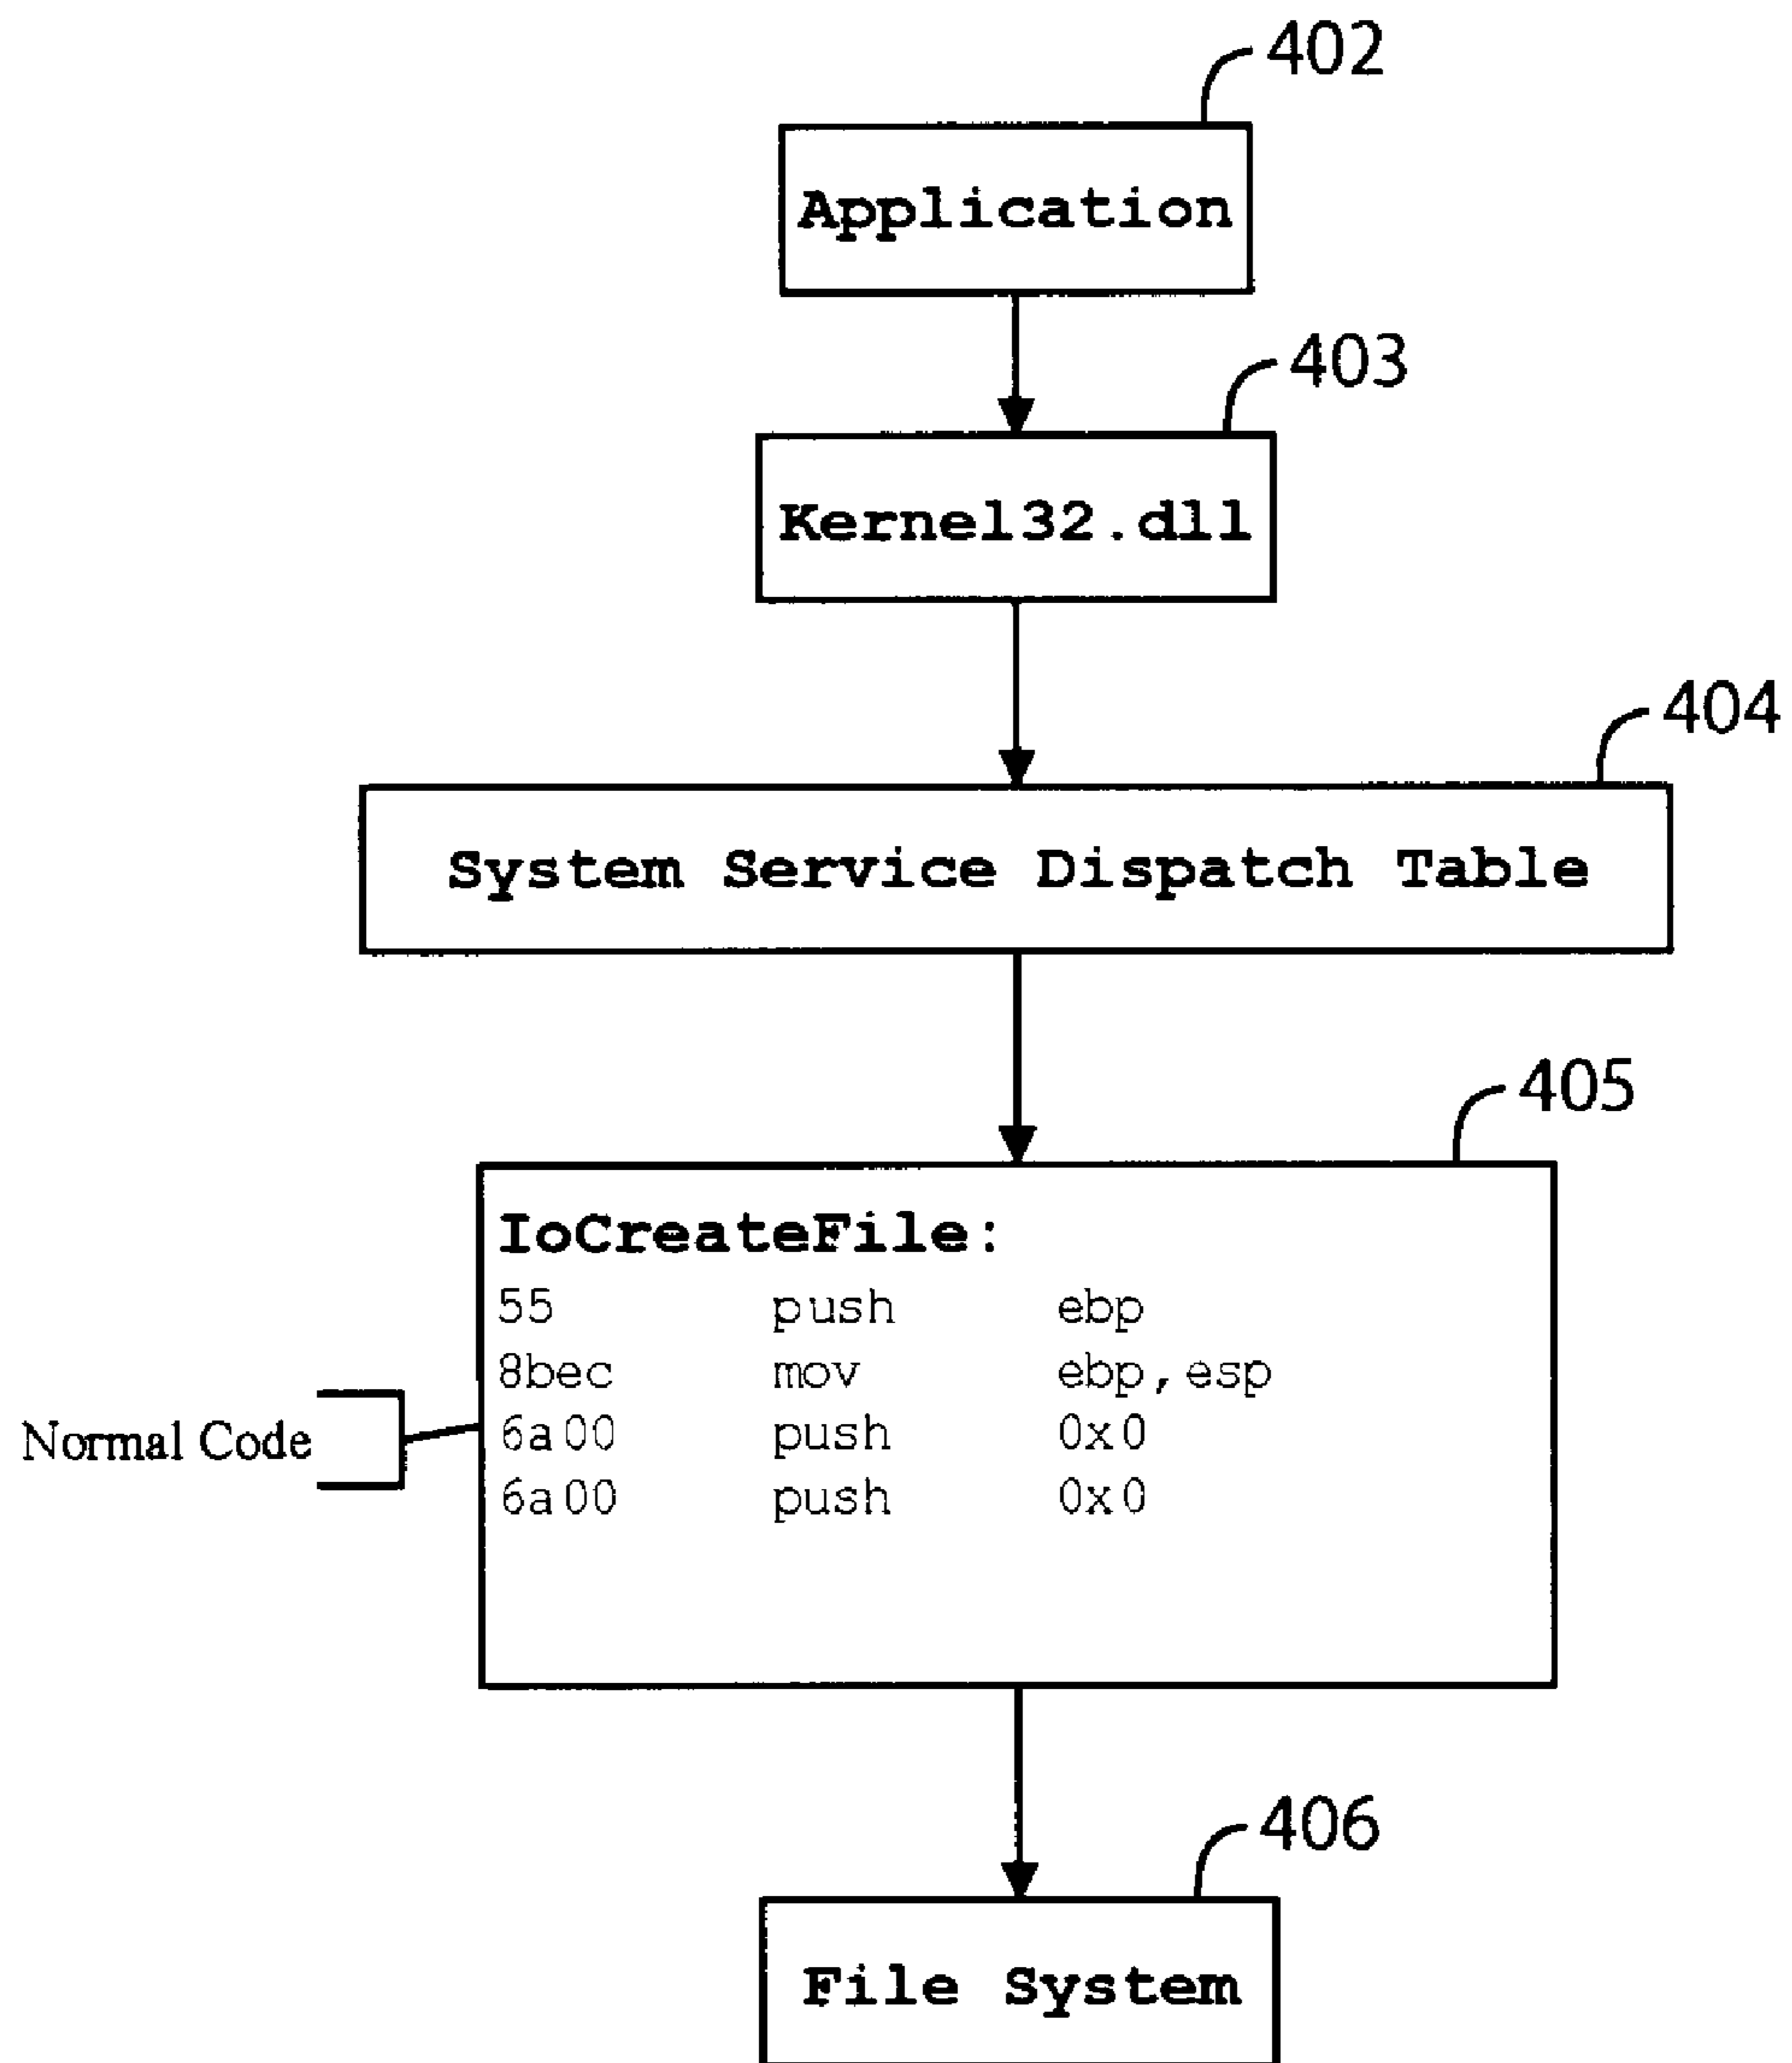 402
Application
403
Kernel32.dll
404
System Service Dispatch Table
405
IoCreateFile:
55 push ebp
8bec mov ebp,esp
Normal Code
6a00 push 0x0
6a00 push 0x0
406
File System